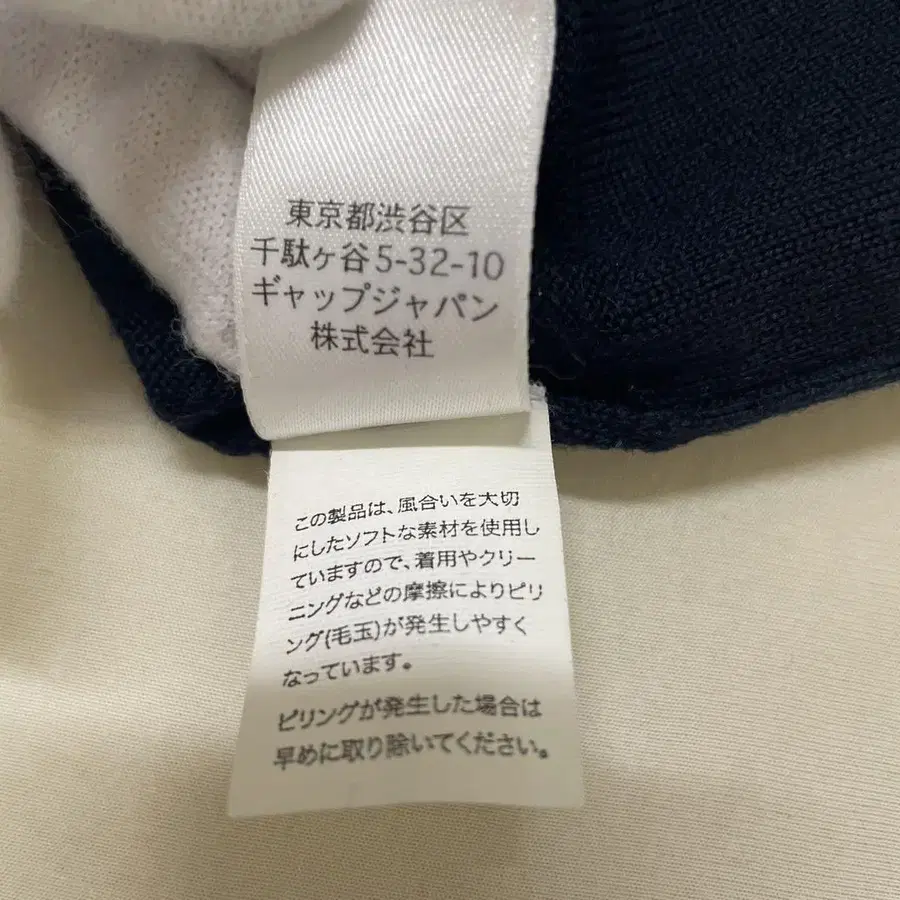 東京都渋谷区
千駄ヶ谷5-32-10
ギャップジャパン
株式会社
この製品は、風合いを大切
にしたソフトな素材を使用し
ていますので、着用やクリー
ニングなどの摩擦によりピリ
ング(毛玉)が発生しやすく
なっています。
ピリングが発生した場合は
早めに取り除いてください。